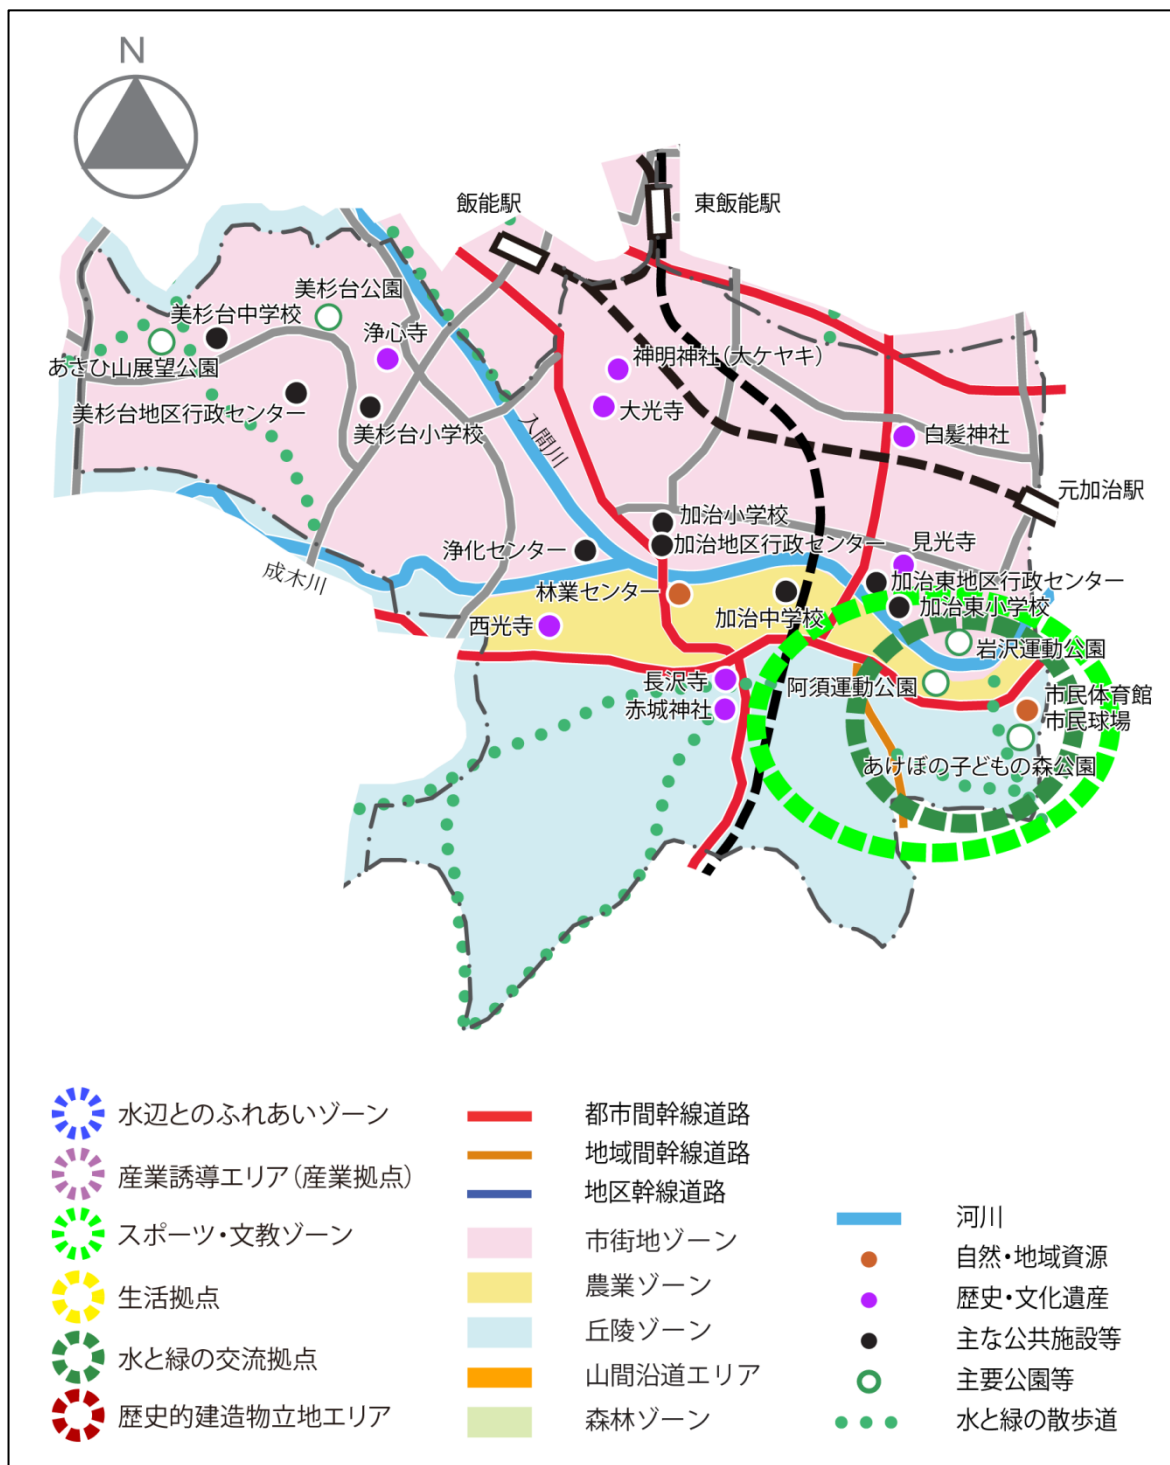 N
飯能駅
東飯能駅
美杉台公園
美杉台中学校
浄心寺
神明神社(大ケヤキ)
あさひ山展望公園
美杉台地区行政センター
美杉台小学校
大光寺
入間川
白髪神社
元加治駅
加治小学校
加治地区行政センター
浄化センター
見光寺
成木川
林業センター
加治東地区行政センター
加治東小学校
加治中学校
西光寺
岩沢運動公園
長沢寺
阿須運動公園
赤城神社
市民体育館
市民球場
あけぼの子どもの森公園
水辺とのふれあいゾーン
産業誘導エリア(産業拠点)
スポーツ・文教ゾーン
生活拠点
水と緑の交流拠点
歴史的建造物立地エリア
都市間幹線道路
地域間幹線道路
地区幹線道路
市街地ゾーン
農業ゾーン
丘陵ゾーン
山間沿道エリア
森林ゾーン
河川
自然・地域資源
歴史・文化遺産
主な公共施設等
主要公園等
水と緑の散歩道